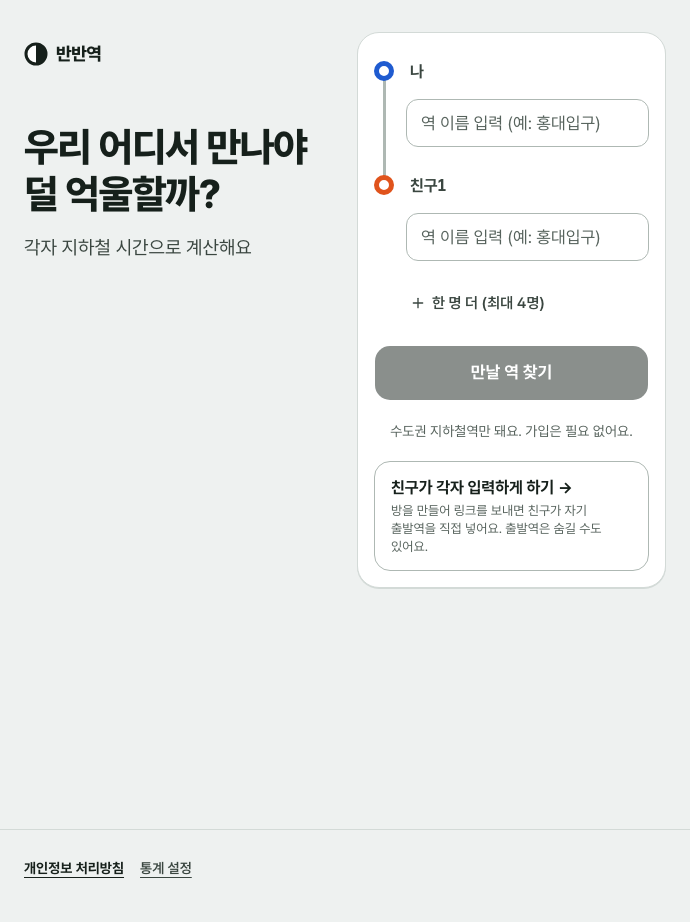 반반역
우리 어디서 만나야
덜 억울할까?
각자 지하철 시간으로 계산해요
나
역 이름 입력 (예: 홍대입구)
친구1
역 이름 입력 (예: 홍대입구)
+ 한 명 더 (최대 4명)
만날 역 찾기
수도권 지하철역만 돼요. 가입은 필요 없어요.
친구가 각자 입력하게 하기 →
방을 만들어 링크를 보내면 친구가 자기
출발역을 직접 넣어요. 출발역은 숨길 수도
있어요.
개인정보 처리방침 통계 설정